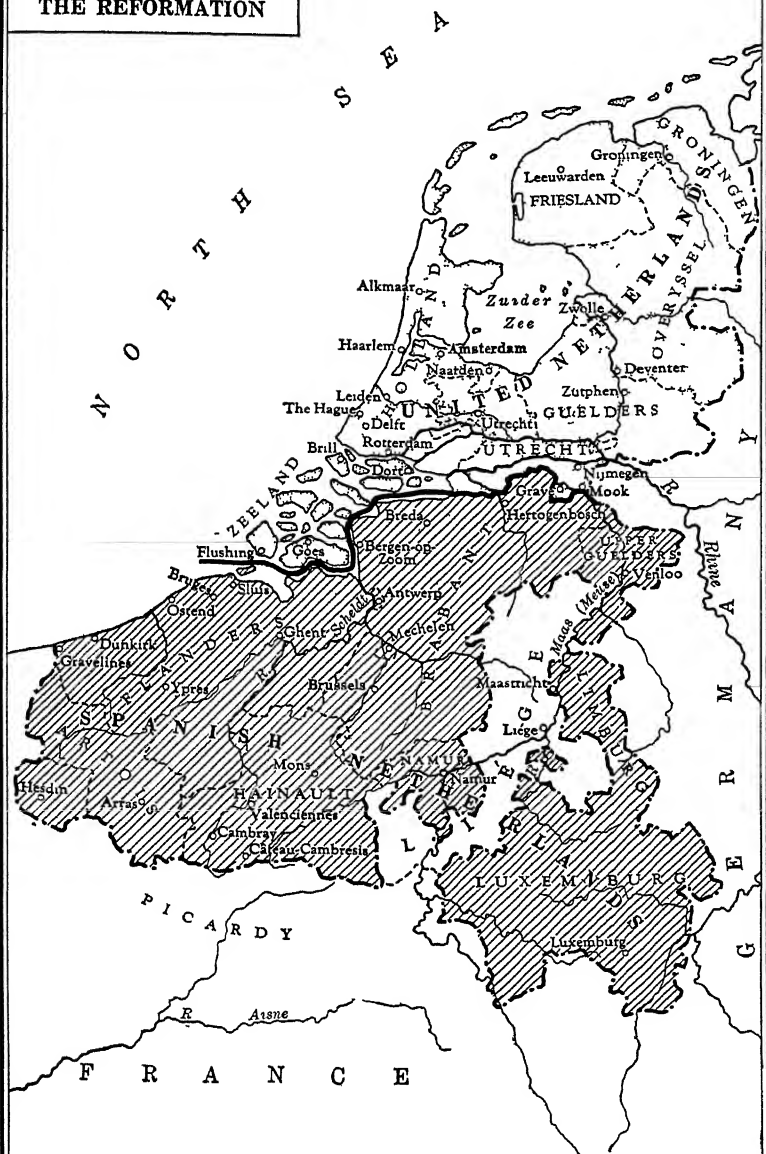 THE REFORMATION
NORTH SEA
GRONINGEN
Groningen
Leeuwarden
FRIESLAND
UNITED NETHERLANDS
OVERYSSEL
HOLLAND
Alkmaar
Zuider
Zee
Zwolle
Haarlem
Amsterdam
Naarden
Deventer
Zutphen
Leiden
The Hague
GUELDERS
Delft
Utrecht
Rotterdam
UTRECHT
Brill
Dort
Nijmegen
R
Rhine
Mook
Grave
ZEELAND
Breda
Hertogenbosch
Flushing
Goes
Bergen-op-
Zoom
UPPER
GUELDERS
Venloo
Bruges
Sluis
Ostend
Antwerp
Scheldt
R
Maas (Meuse)
BRABANT
FLANDERS
Ghent
Mechelen
Dunkirk
Gravelines
Ypres
Brussels
Maastricht
LIMBURG
SPANISH NETHERLANDS
ARTOIS
Liége
LIEGE
Mons
NAMUR
Namur
Hesdin
Arras
HAINAULT
Valenciennes
Cambray
Câteau-Cambresis
LUXEMBURG
Luxemburg
PICARDY
R Aisne
FRANCE
GERMANY